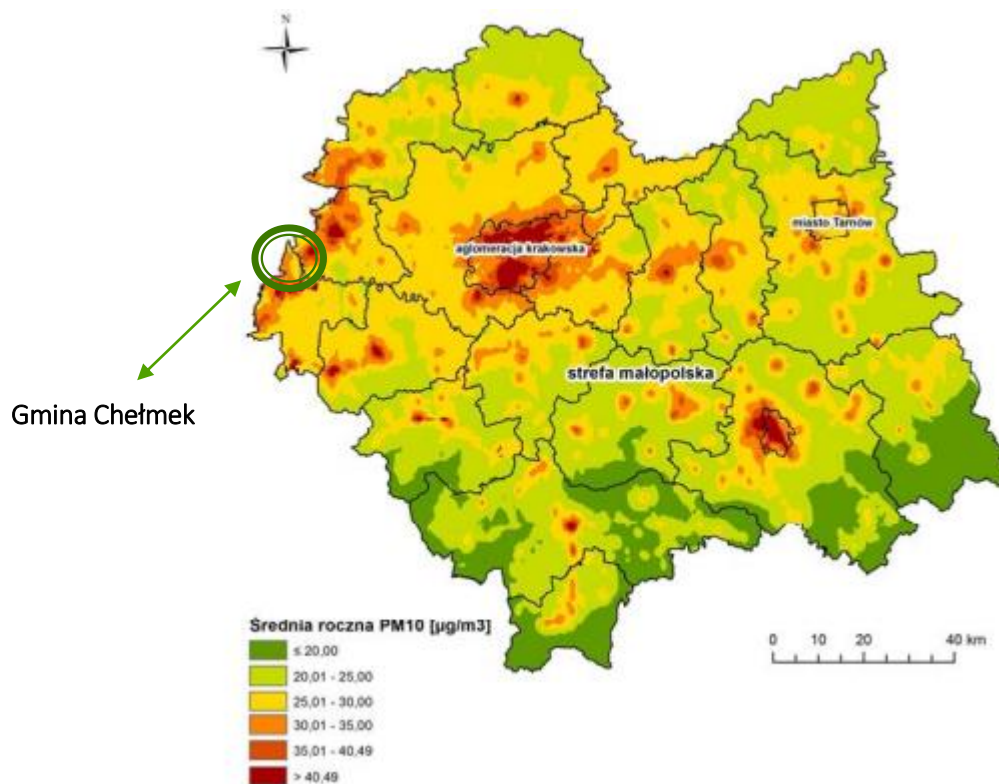 N
aglomeracja krakowska
miasto Tarnów
strefa małopolska
Gmina Chełmek
Średnia roczna PM10 [µg/m3]
≤ 20,00
20,01 - 25,00
25,01 - 30,00
30,01 - 35,00
35,01 - 40,49
> 40,49
0 10 20 40 km